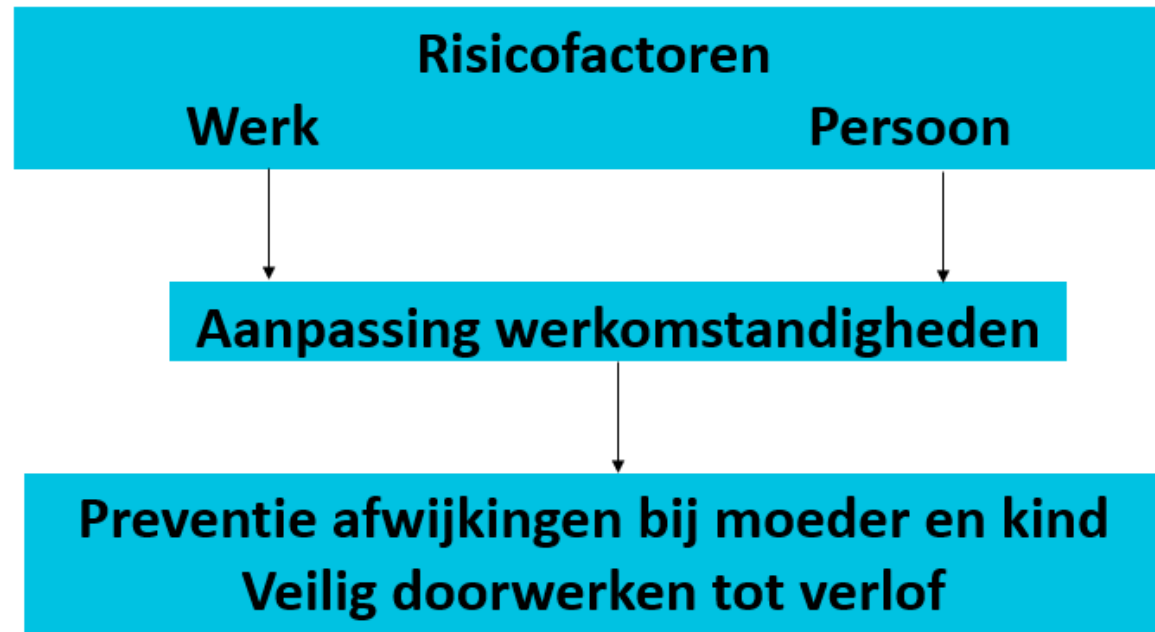 Risicofactoren
Werk Persoon
Aanpassing werkomstandigheden
Preventie afwijkingen bij moeder en kind
Veilig doorwerken tot verlof